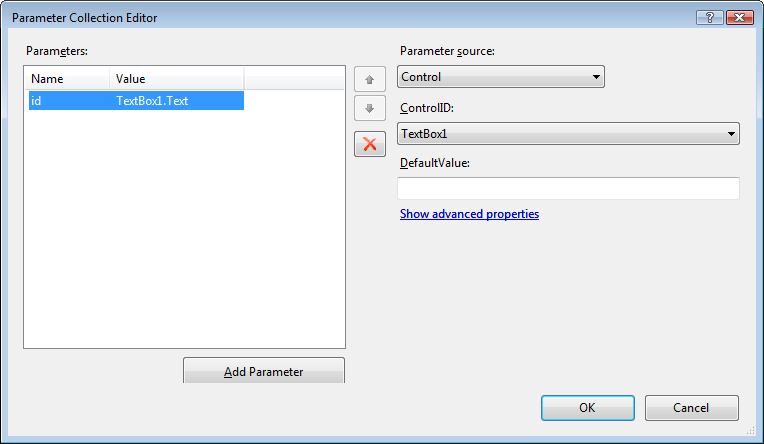 Parameter Collection Editor
Parameters:
Name Value
id TextBox1.Text
Add Parameter
Parameter source:
Control
ControlID:
TextBox1
DefaultValue:
Show advanced properties
OK
Cancel